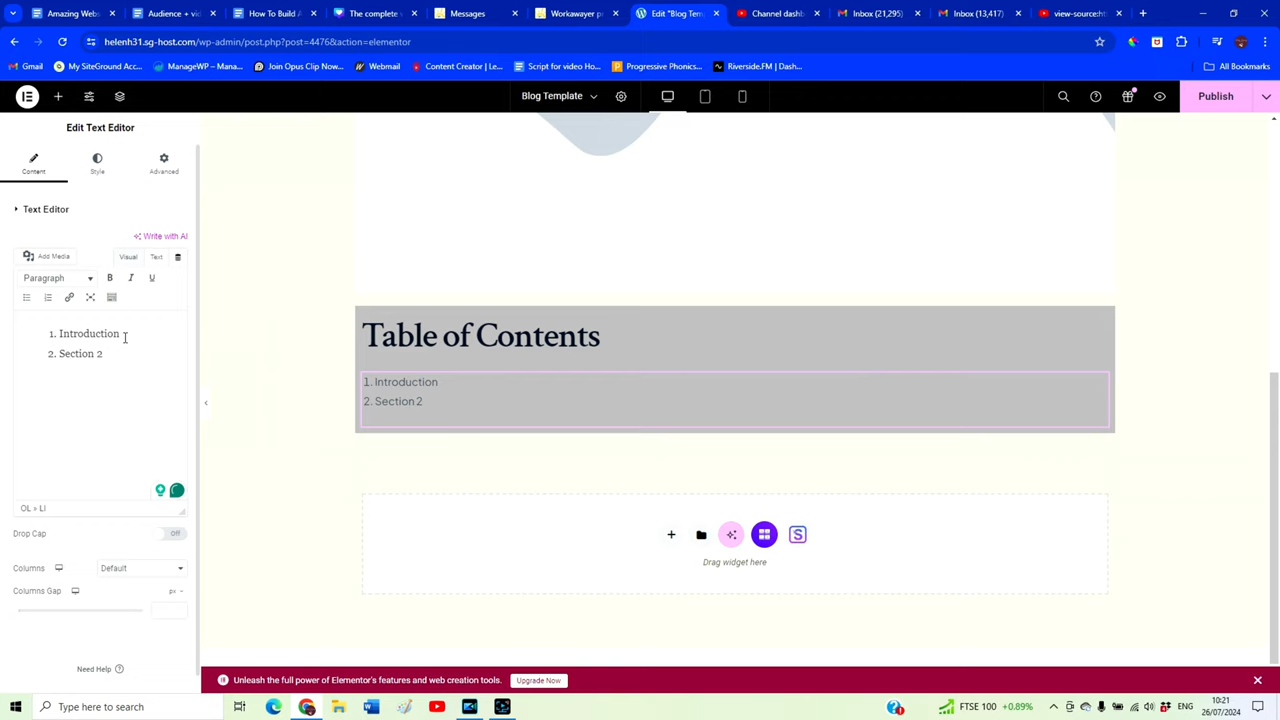 Amazing Webs
Audience + vid
How To Build A
The complete v
Messages
Workawayer p
Edit "Blog Tem
Channel dashb
Inbox (21,295)
Inbox (13,417)
view-source:ht
helenh31.sg-host.com/wp-admin/post.php?post=4476&action=elementor
Gmail
My SiteGround Acc...
ManageWP – Mana...
Join Opus Clip Now...
Webmail
Content Creator | Le...
Script for video Ho...
Progressive Phonics...
Riverside.FM | Dash...
All Bookmarks
Blog Template
Publish
Edit Text Editor
Content
Style
Advanced
Text Editor
Write with AI
Add Media
Visual
Text
Paragraph
B
I
U
1. Introduction
2. Section 2
OL » LI
Drop Cap
Off
Columns
Default
Columns Gap
px
Need Help
Table of Contents
1. Introduction
2. Section 2
Drag widget here
Unleash the full power of Elementor's features and web creation tools.
Upgrade Now
Type here to search
FTSE 100 +0.89%
ENG
10:21
26/07/2024